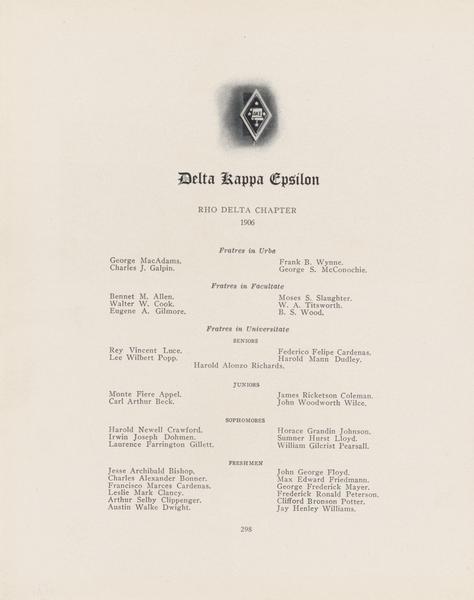 Delta Kappa Epsilon
RHO DELTA CHAPTER
1906
Fratres in Urbe
George MacAdams. Frank B. Wynne.
Charles J. Galpin. George S. McConochie.
Fratres in Facultate
Bennet M. Allen. Moses S. Slaughter.
Walter W. Cook. W. A. Titsworth.
Eugene A. Gilmore. B. S. Wood.
Fratres in Universitate
SENIORS
Rey Vincent Luce. Federico Felipe Cardenas.
Lee Wilbert Popp. Harold Mann Dudley.
Harold Alonzo Richards.
JUNIORS
Monte Fiere Appel. James Ricketson Coleman.
Carl Arthur Beck. John Woodworth Wilce.
SOPHOMORES
Harold Newell Crawford. Horace Grandin Johnson.
Irwin Joseph Dohmen. Sumner Hurst Lloyd.
Laurence Farrington Gillett. William Gilcrist Pearsall.
FRESHMEN
Jesse Archibald Bishop. John George Floyd.
Charles Alexander Bonner. Max Edward Friedmann.
Francisco Marces Cardenas. George Frederick Mayer.
Leslie Mark Clancy. Frederick Ronald Peterson.
Arthur Selby Clippenger. Clifford Bronson Potter.
Austin Walke Dwight. Jay Henley Williams.
298